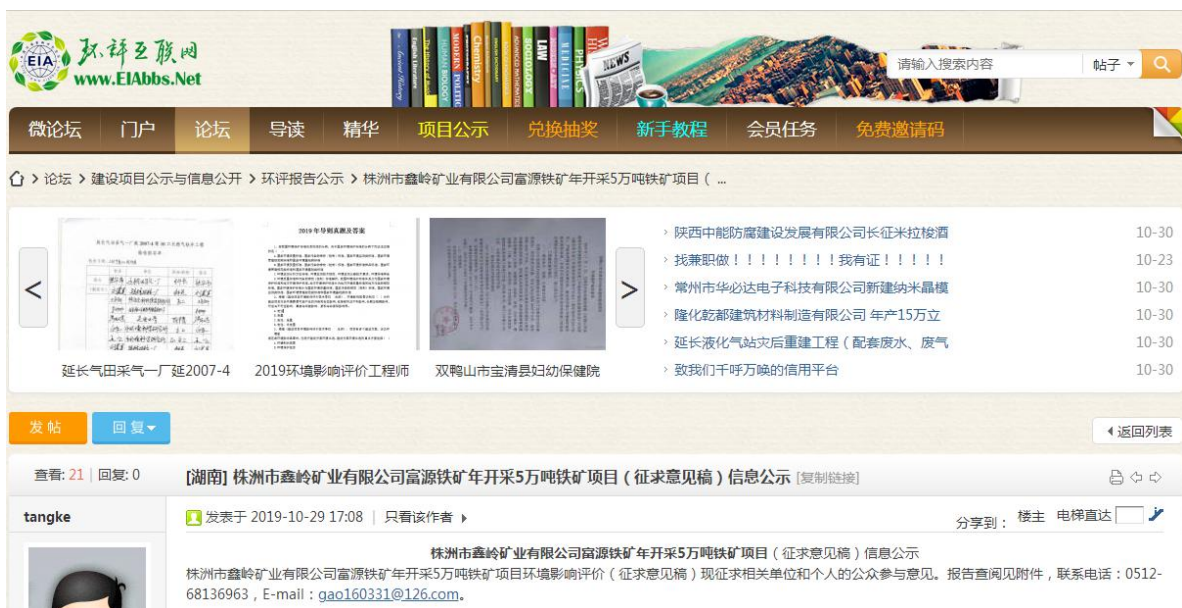 环评互联网
www.EIAbbs.Net
EIA
NEWS
请输入搜索内容
帖子
微论坛 门户 论坛 导读 精华 项目公示 兑换抽奖 新手教程 会员任务 免费邀请码
> 论坛 > 建设项目公示与信息公开 > 环评报告公示 > 株洲市鑫岭矿业有限公司富源铁矿年开采5万吨铁矿项目（ ...
2019年导则真题及答案
陕西中能防腐建设发展有限公司长征米拉梭酒 10-30
找兼职做！！！！！！！！我有证！！！！！ 10-23
常州市华必达电子科技有限公司新建纳米晶模 10-30
隆化乾都建筑材料制造有限公司 年产15万立 10-30
延长液化气站灾后重建工程（配套废水、废气 10-30
致我们千呼万唤的信用平台 10-30
延长气田采气一厂延2007-4
2019环境影响评价工程师
双鸭山市宝清县妇幼保健院
发帖 回复
返回列表
查看: 21 | 回复: 0
[湖南] 株洲市鑫岭矿业有限公司富源铁矿年开采5万吨铁矿项目（征求意见稿）信息公示 [复制链接]
tangke
发表于 2019-10-29 17:08 | 只看该作者
分享到： 楼主 电梯直达
株洲市鑫岭矿业有限公司富源铁矿年开采5万吨铁矿项目（征求意见稿）信息公示
株洲市鑫岭矿业有限公司富源铁矿年开采5万吨铁矿项目环境影响评价（征求意见稿）现征求相关单位和个人的公众参与意见。报告查阅见附件，联系电话：0512-
68136963，E-mail：gao160331@126.com。